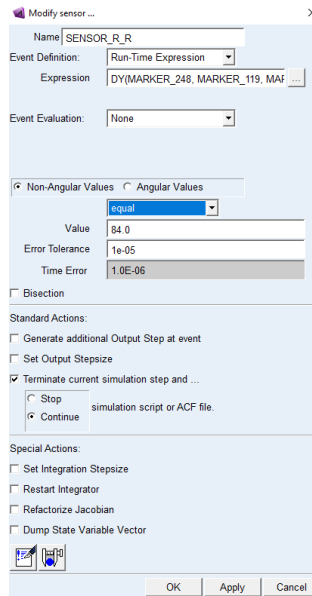 Modify sensor ...
Name SENSOR_R_R
Event Definition: Run-Time Expression
Expression DY(MARKER_248, MARKER_119, MAF ...
Event Evaluation: None
Non-Angular Values Angular Values
equal
Value 84.0
Error Tolerance 1e-05
Time Error 1.0E-06
Bisection
Standard Actions:
Generate additional Output Step at event
Set Output Stepsize
Terminate current simulation step and ...
Stop
simulation script or ACF file.
Continue
Special Actions:
Set Integration Stepsize
Restart Integrator
Refactorize Jacobian
Dump State Variable Vector
OK Apply Cancel